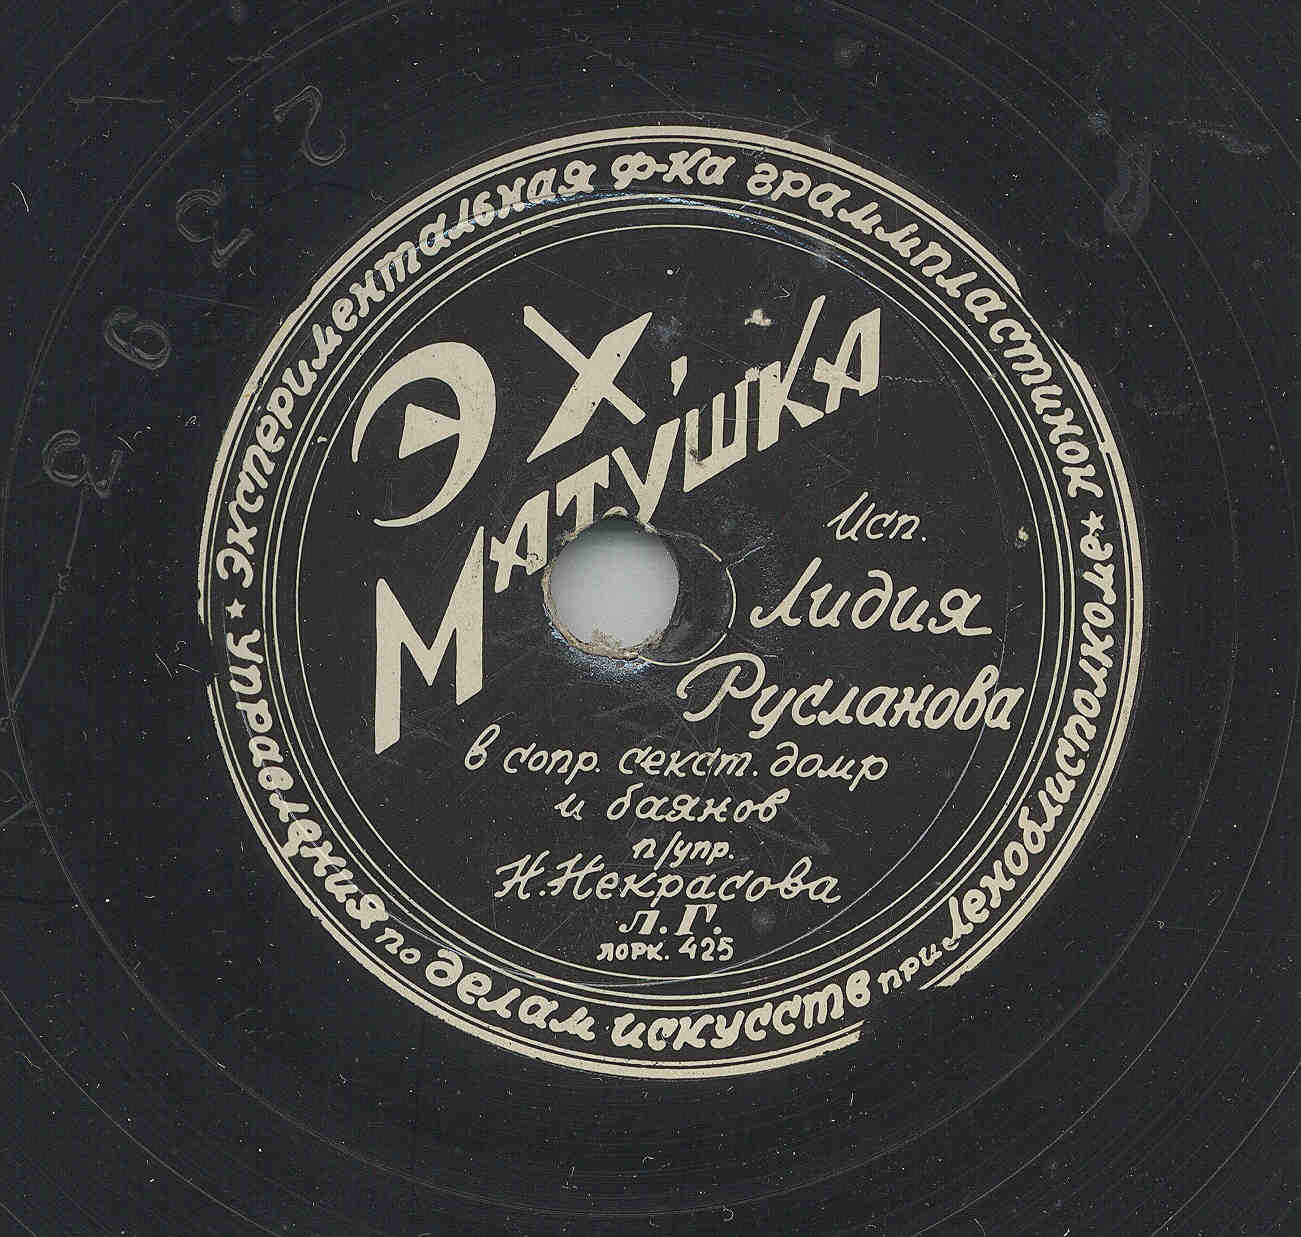 Экспериментальная ф-ка грампластинок ★
Управления по делам искусств при Леноблисполкоме ★
ЭХ
МАТУШКА
Исп.
Лидия
Русланова
в сопр. секст. домр
и баянов
п/упр.
Н. Некрасова
Л. Г.
ЛОРК. 425